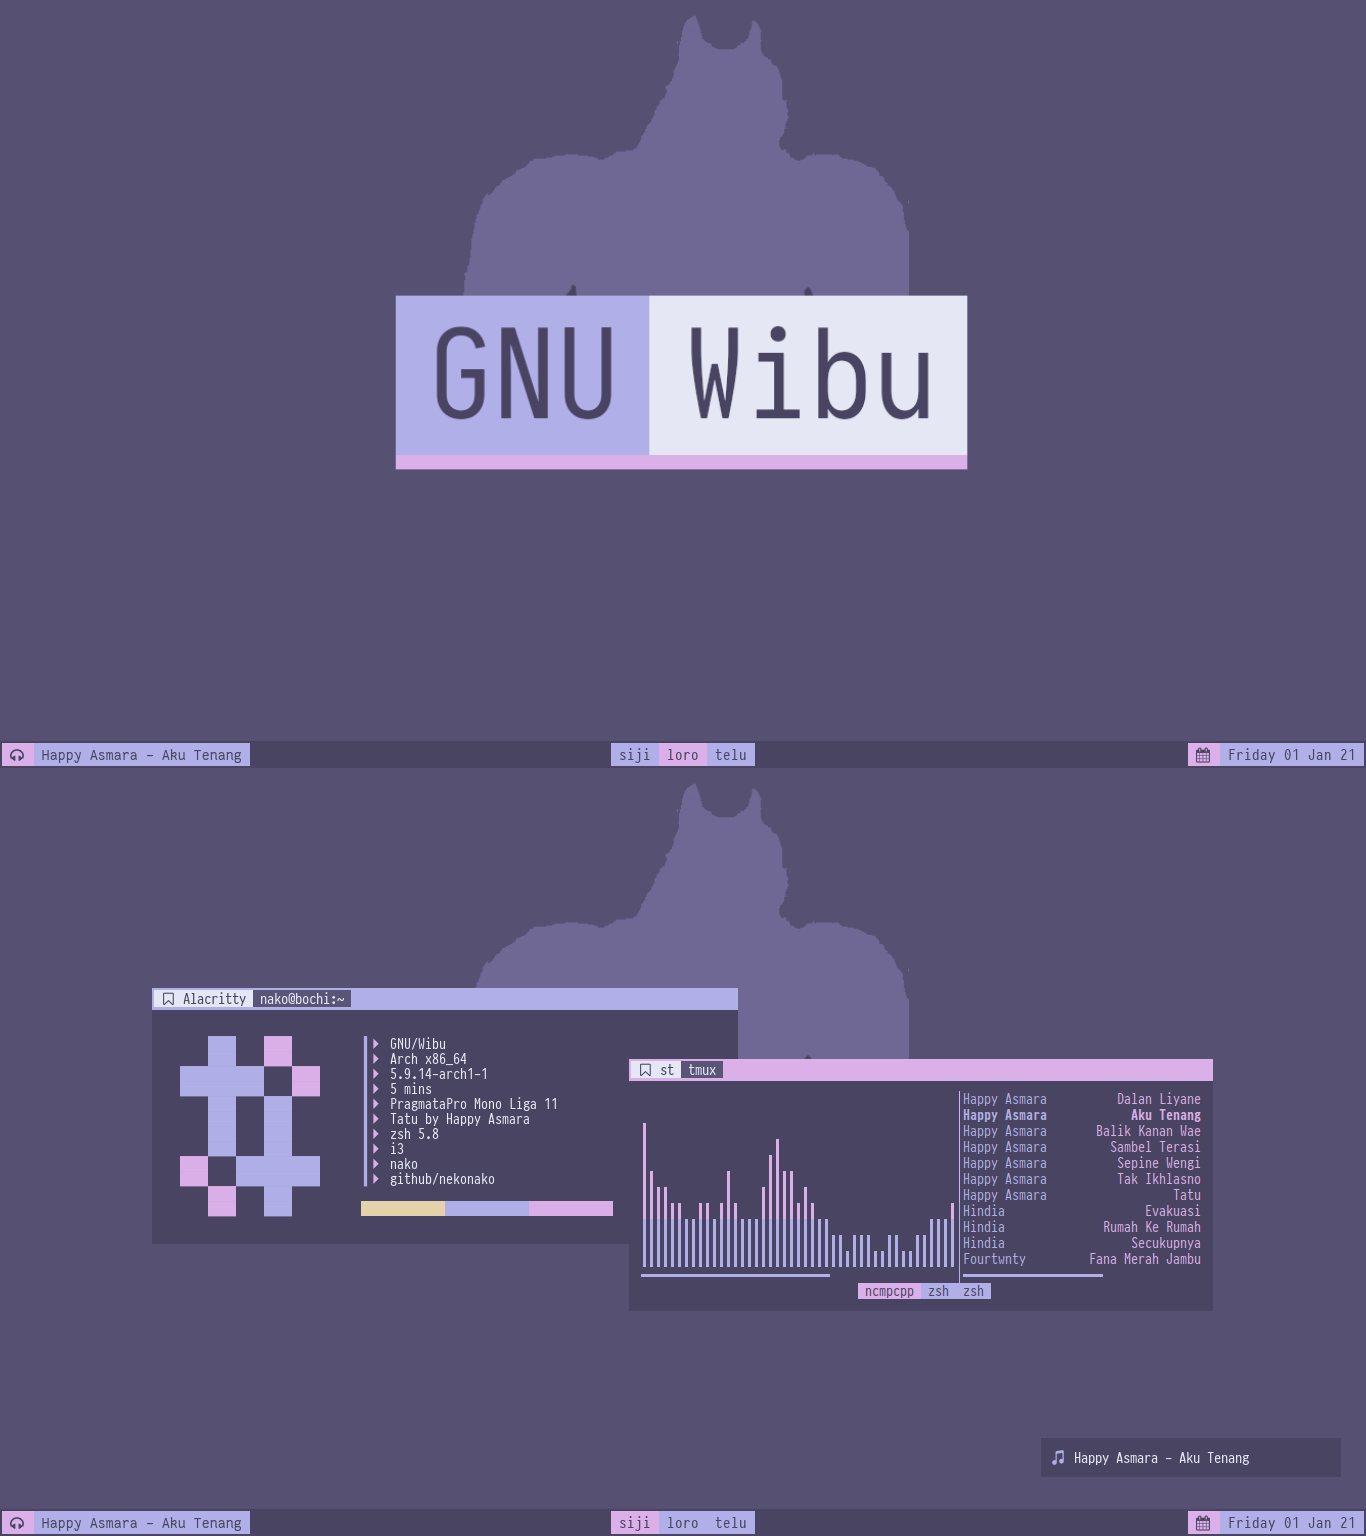 GNU Wibu
Happy Asmara - Aku Tenang
siji loro telu
Friday 01 Jan 21
Alacritty nako@bochi:~
GNU/Wibu
Arch x86_64
5.9.14-arch1-1
5 mins
PragmataPro Mono Liga 11
Tatu by Happy Asmara
zsh 5.8
i3
nako
github/nekonako
st tmux
Happy Asmara Dalan Liyane
Happy Asmara Aku Tenang
Happy Asmara Balik Kanan Wae
Happy Asmara Sambel Terasi
Happy Asmara Sepine Wengi
Happy Asmara Tak Ikhlasno
Happy Asmara Tatu
Hindia Evakuasi
Hindia Rumah Ke Rumah
Hindia Secukupnya
Fourtwnty Fana Merah Jambu
ncmpcpp zsh zsh
Happy Asmara - Aku Tenang
Happy Asmara - Aku Tenang
siji loro telu
Friday 01 Jan 21